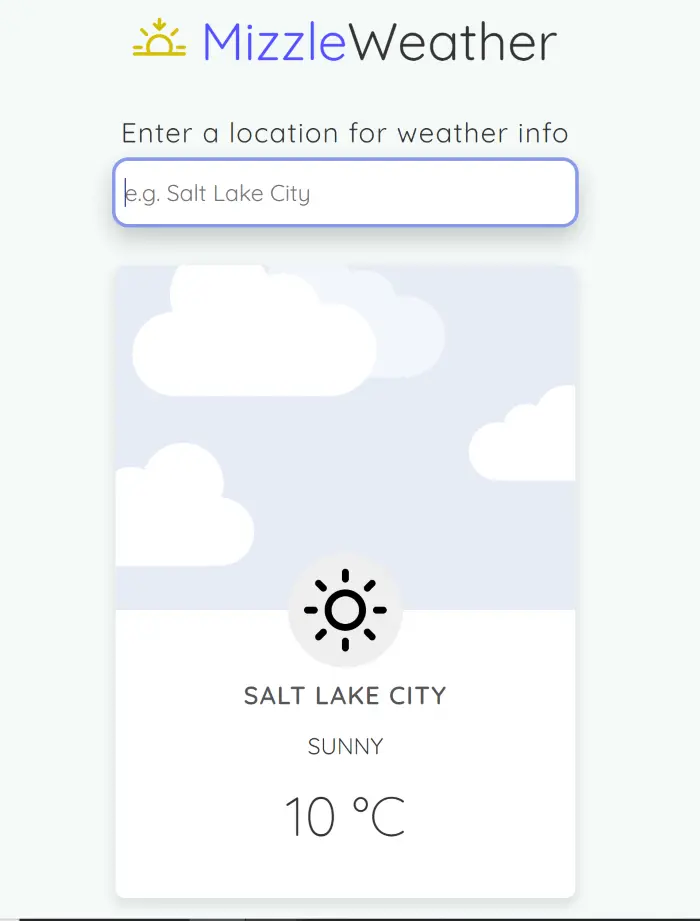 MizzleWeather
Enter a location for weather info
e.g. Salt Lake City
SALT LAKE CITY
SUNNY
10 °C